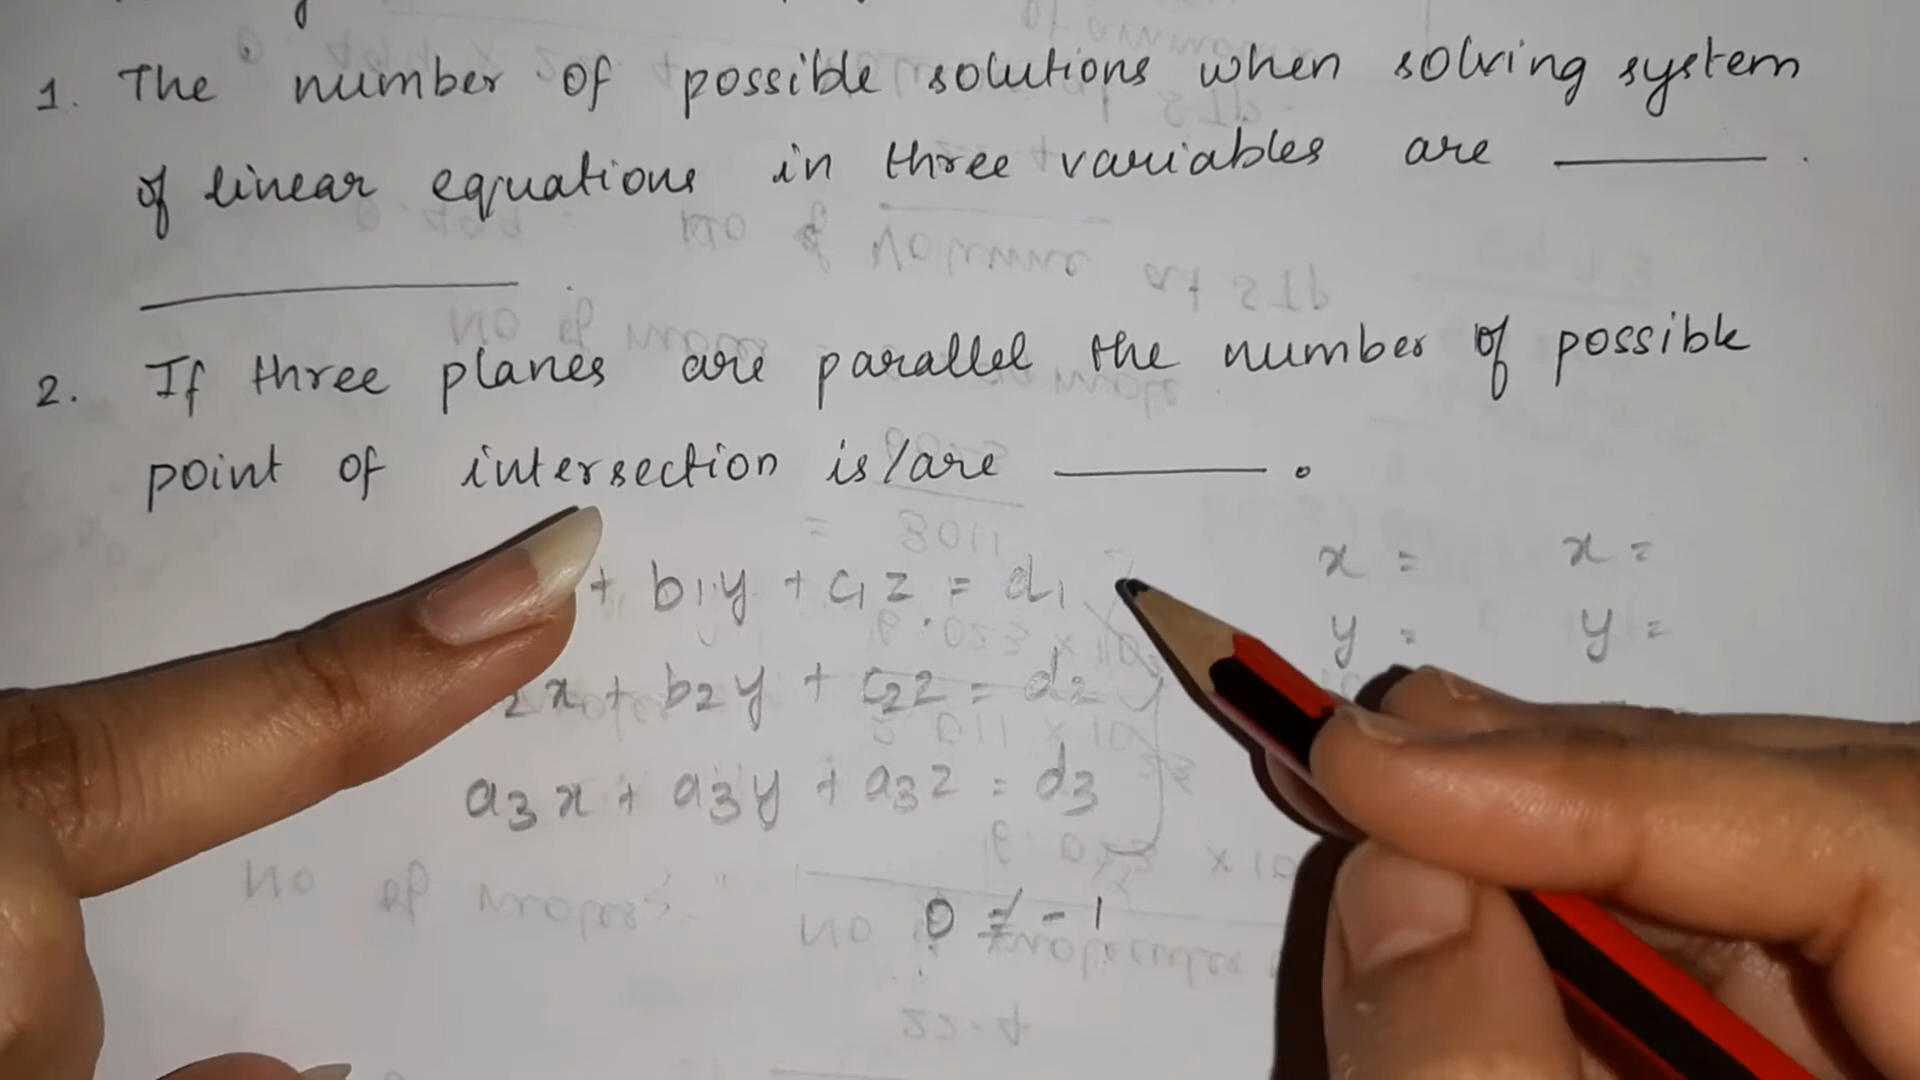 1. The number of possible solutions when solving system
of linear equations in three variables are ______ .
______ .
2. If three planes are parallel the number of possible
point of intersection is/are ______ .
+ b1y + c1z = d1
x = x =
y = y =
2x + b2y + c2z = d2
a3x + a3y + a3z = d3
0 ≠ -1